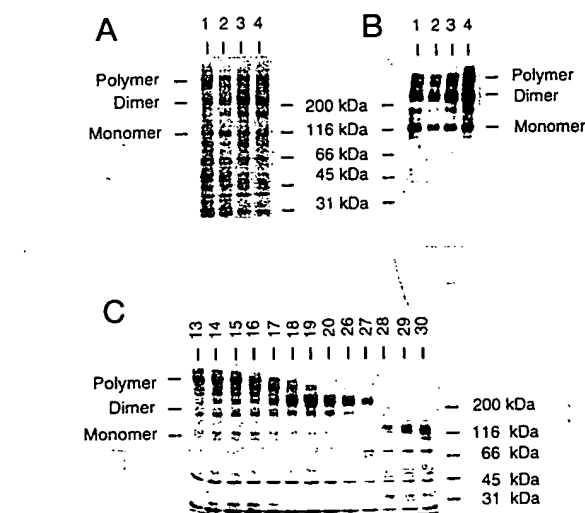 A 1 2 3 4 B 1 2 3 4
Polymer Polymer
Dimer 200 kDa Dimer
Monomer 116 kDa Monomer
66 kDa
45 kDa
31 kDa
C 13 14 15 16 17 18 19 20 26 27 28 29 30
Polymer
Dimer 200 kDa
Monomer 116 kDa
66 kDa
45 kDa
31 kDa